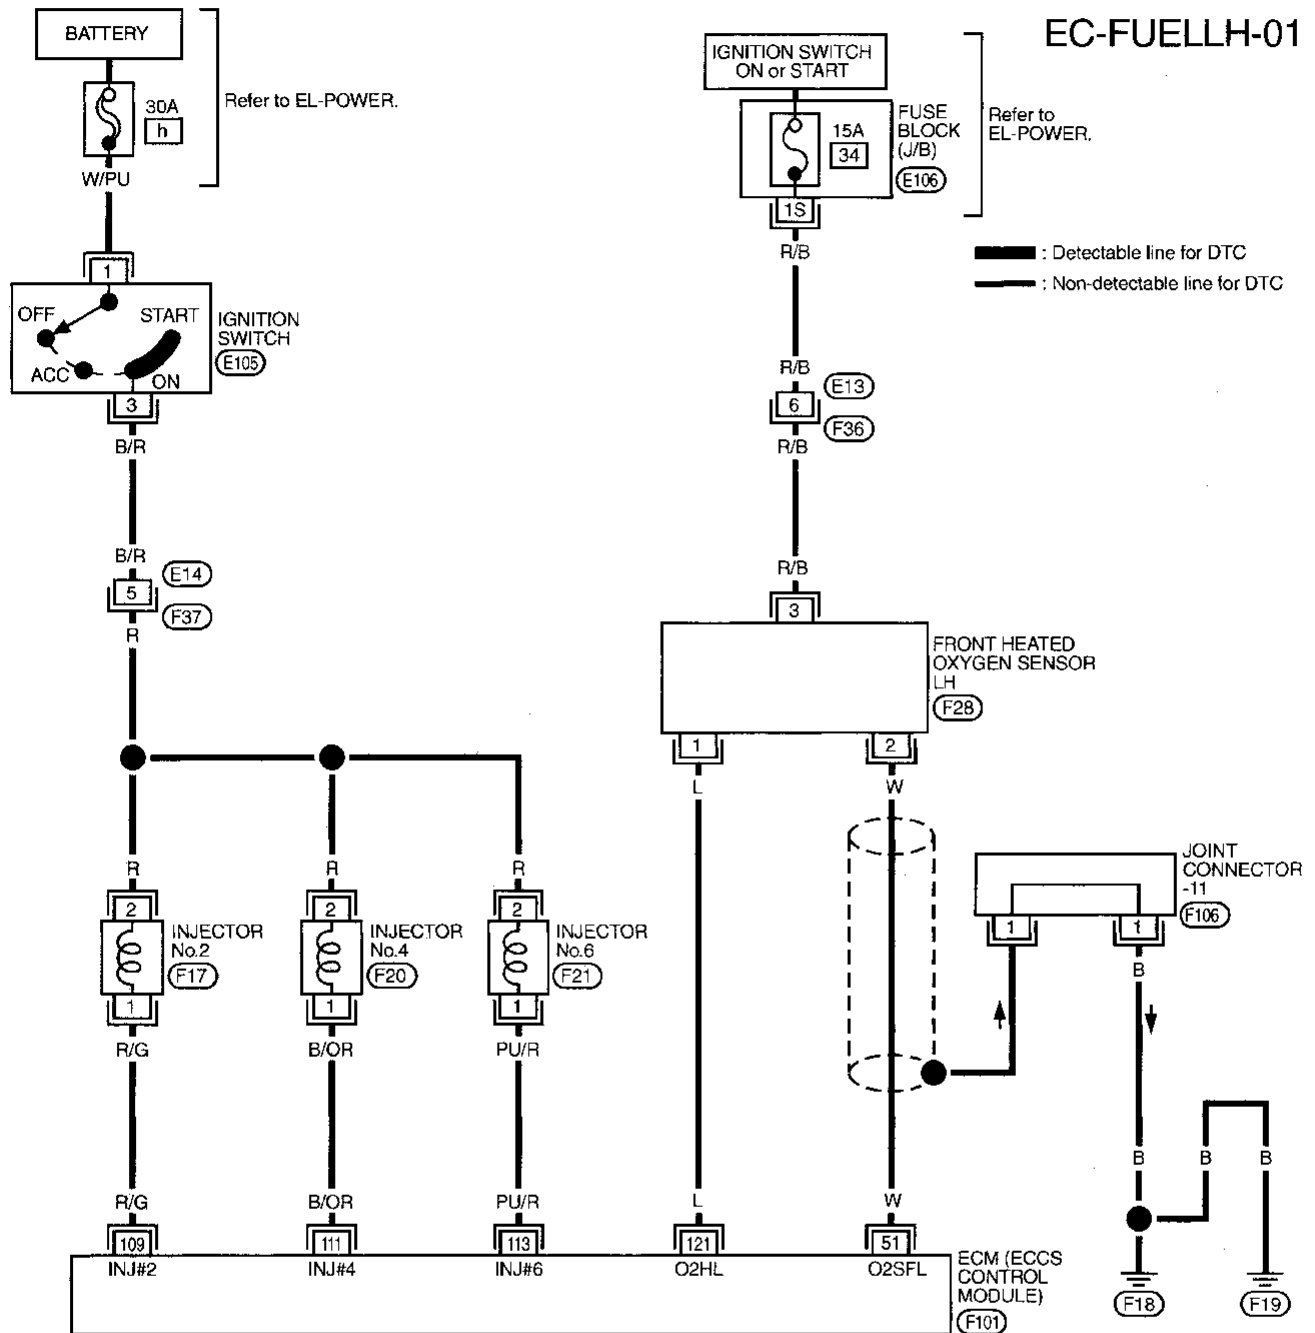 EC-FUELLH-01
BATTERY
30A
h
Refer to EL-POWER.
W/PU
1
OFF
START
ACC
ON
IGNITION
SWITCH
E105
3
B/R
B/R
E14
5
F37
R
R
R
R
2
INJECTOR
No.2
F17
1
2
INJECTOR
No.4
F20
1
2
INJECTOR
No.6
F21
1
R/G
B/OR
PU/R
R/G
B/OR
PU/R
IGNITION SWITCH
ON or START
15A
34
FUSE
BLOCK
(J/B)
E106
Refer to
EL-POWER.
1S
R/B
: Detectable line for DTC
: Non-detectable line for DTC
R/B
E13
6
F36
R/B
R/B
3
FRONT HEATED
OXYGEN SENSOR
LH
F28
1
2
L
W
JOINT
CONNECTOR
-11
F106
1
1
B
B
B
B
L
W
109
111
113
121
51
INJ#2
INJ#4
INJ#6
O2HL
O2SFL
ECM (ECCS
CONTROL
MODULE)
F101
F18
F19